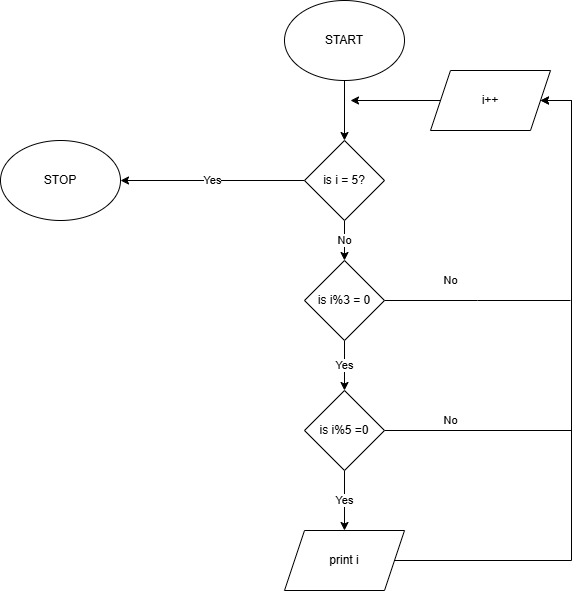 START
i++
STOP
Yes
is i = 5?
No
is i%3 = 0
No
Yes
is i%5 =0
No
Yes
print i